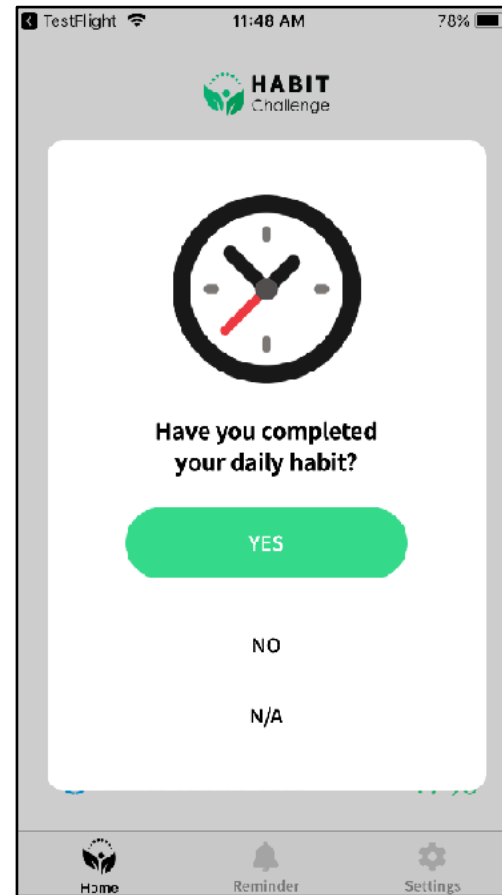 TestFlight 11:48 AM 78%
HABIT
Challenge
Have you completed
your daily habit?
YES
NO
N/A
Home Reminder Settings